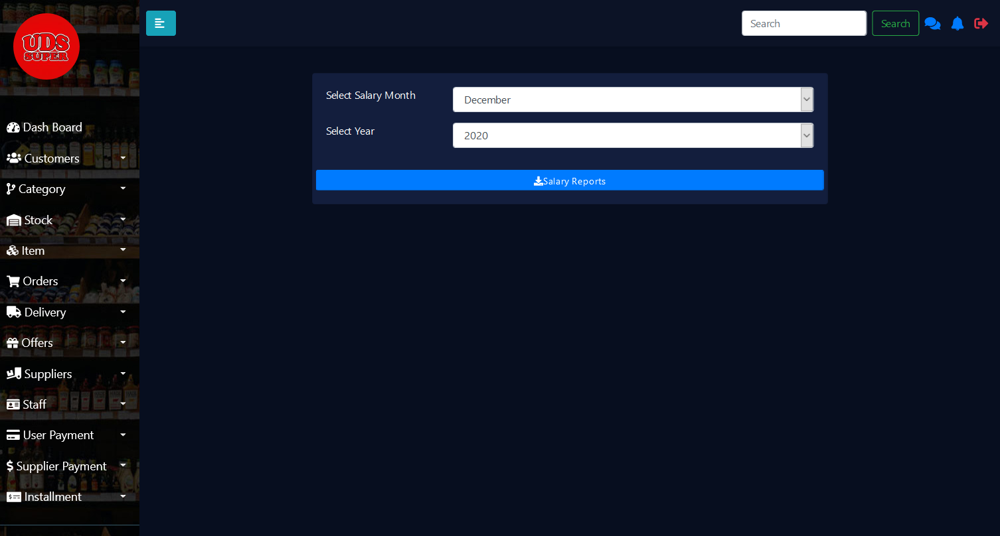 UDS
SUPER
Search
Search
Dash Board
Customers
Category
Stock
Item
Orders
Delivery
Offers
Suppliers
Staff
User Payment
Supplier Payment
Installment
Select Salary Month
December
Select Year
2020
Salary Reports